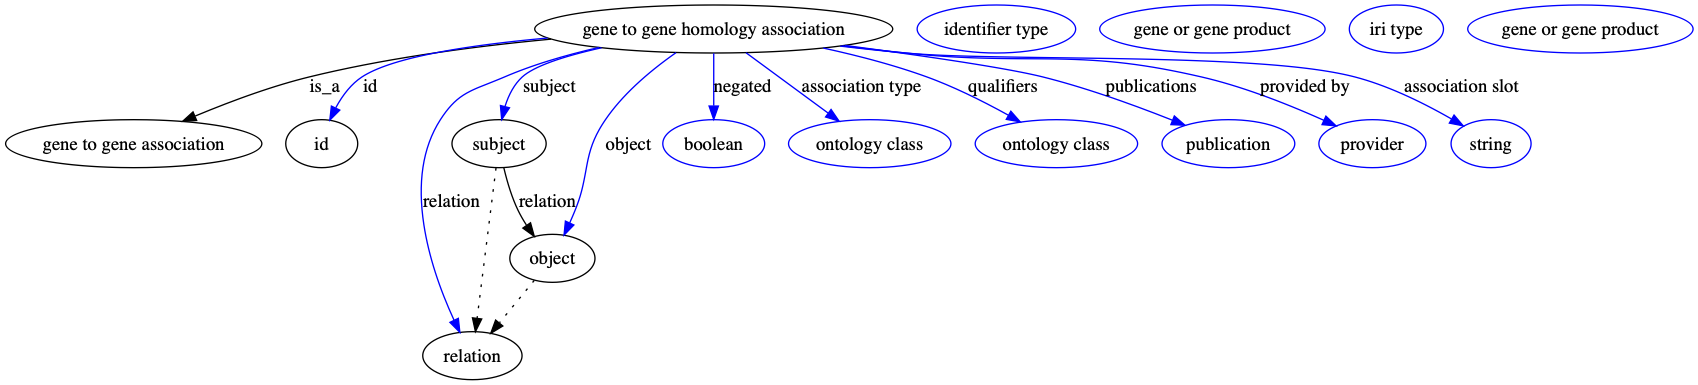 gene to gene homology association
identifier type
gene or gene product
iri type
gene or gene product
is_a
id
subject
negated
association type
qualifiers
publications
provided by
association slot
gene to gene association
id
subject
object
boolean
ontology class
ontology class
publication
provider
string
relation
relation
object
relation